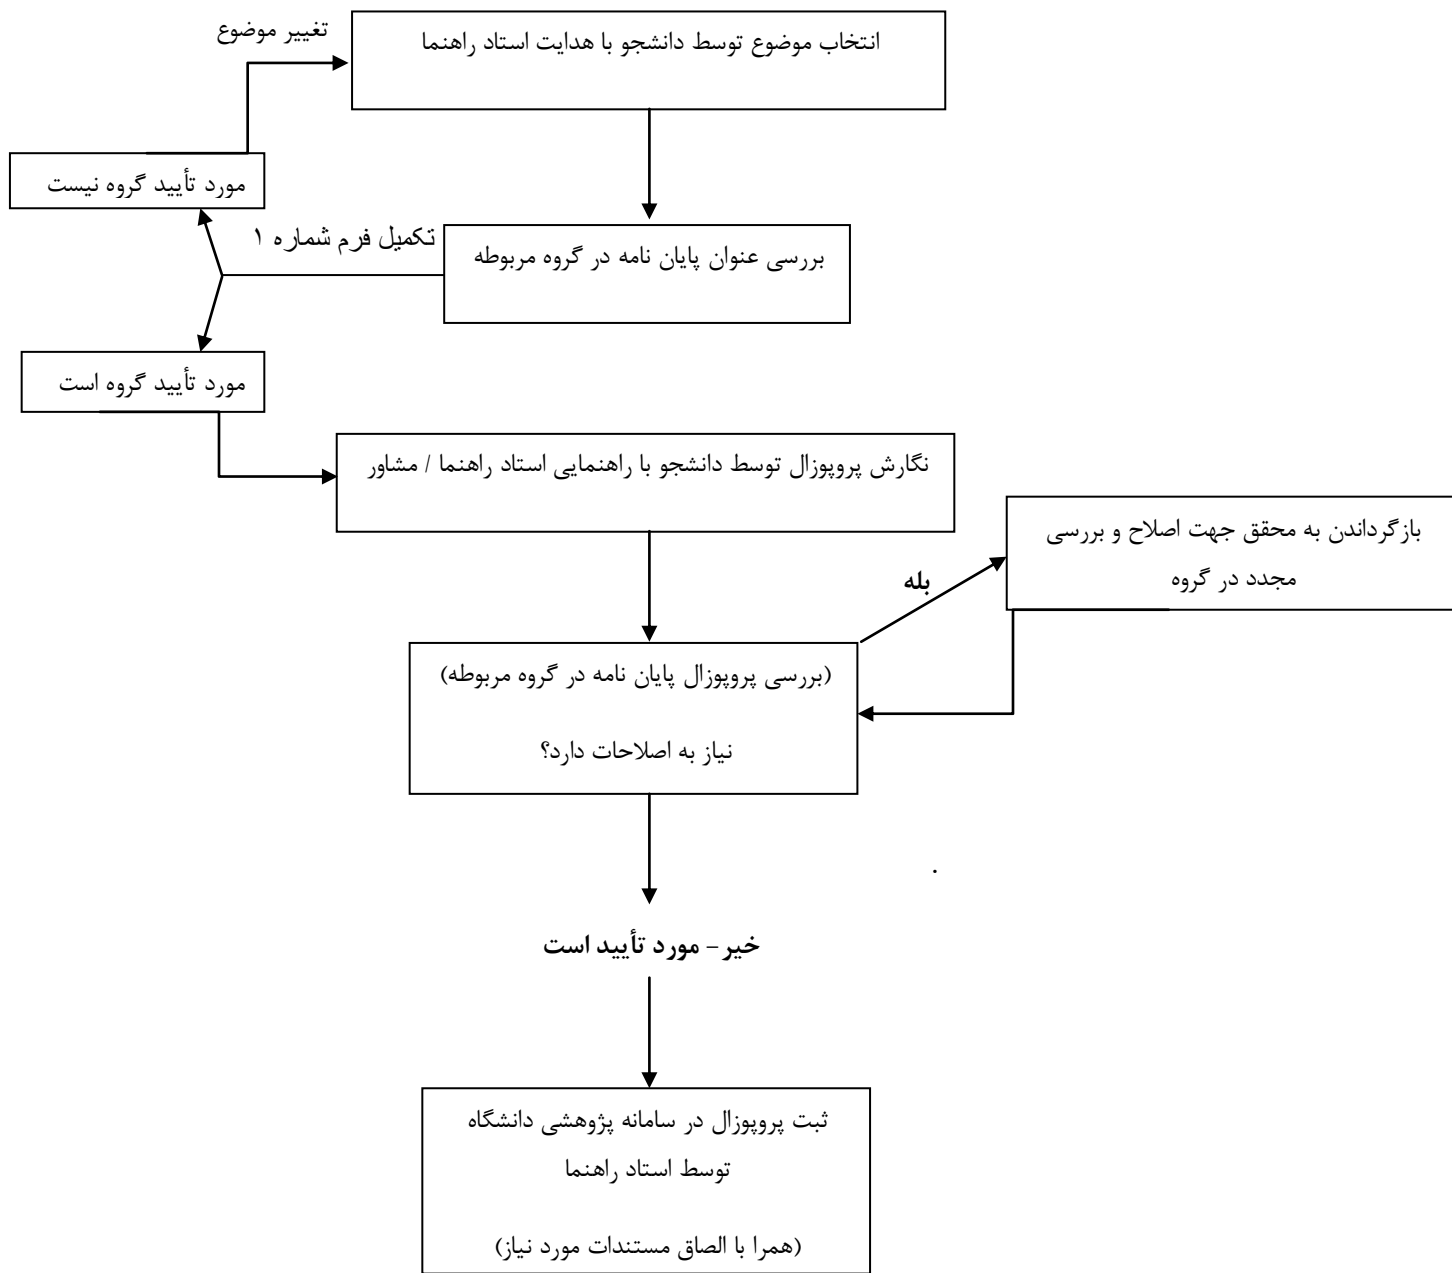 تغییر موضوع
انتخاب موضوع توسط دانشجو با هدایت استاد راهنما
مورد تأیید گروه نیست
تکمیل فرم شماره ۱
بررسی عنوان پایان نامه در گروه مربوطه
مورد تأیید گروه است
نگارش پروپوزال توسط دانشجو با راهنمایی استاد راهنما / مشاور
بازگرداندن به محقق جهت اصلاح و بررسی
مجدد در گروه
بله
(بررسی پروپوزال پایان نامه در گروه مربوطه)
نیاز به اصلاحات دارد؟
.
خیر – مورد تأیید است
ثبت پروپوزال در سامانه پژوهشی دانشگاه
توسط استاد راهنما
(همرا با الصاق مستندات مورد نیاز)